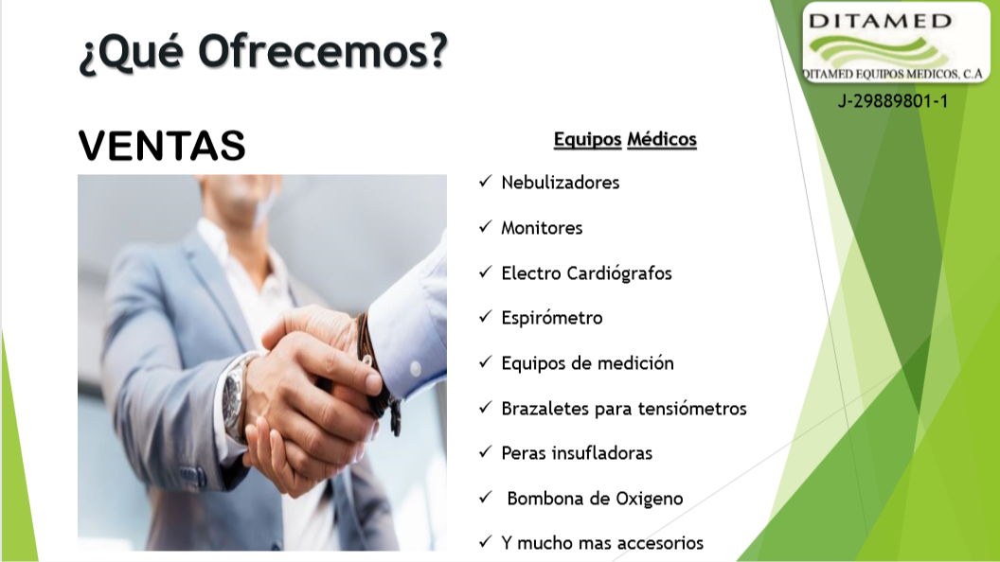 ¿Qué Ofrecemos?
DITAMED
DITAMED EQUIPOS MEDICOS, C.A
J-29889801-1
VENTAS
Equipos Médicos
✓ Nebulizadores
✓ Monitores
✓ Electro Cardiógrafos
✓ Espirómetro
✓ Equipos de medición
✓ Brazaletes para tensiómetros
✓ Peras insufladoras
✓ Bombona de Oxigeno
✓ Y mucho mas accesorios